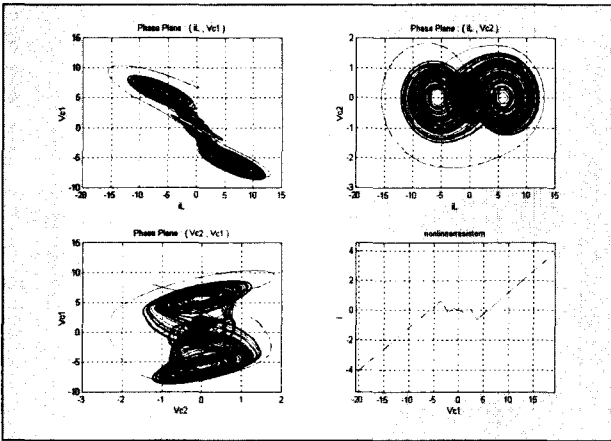 Phase Plane : ( iL , Vc1 )
15
10
5
0
-5
-10
-20 -15 -10 -5 0 5 10 15
Vc1
iL
Phase Plane : ( iL , Vc2 )
2
1
0
-1
-2
-3
-20 -15 -10 -5 0 5 10 15
Vc2
iL
Phase Plane : ( Vc2 , Vc1 )
15
10
5
0
-5
-10
-3 -2 -1 0 1 2
Vc1
Vc2
nonlinearresistorn
4
2
0
-2
-4
-20 -15 -10 -5 0 5 10 15
i
Vc1